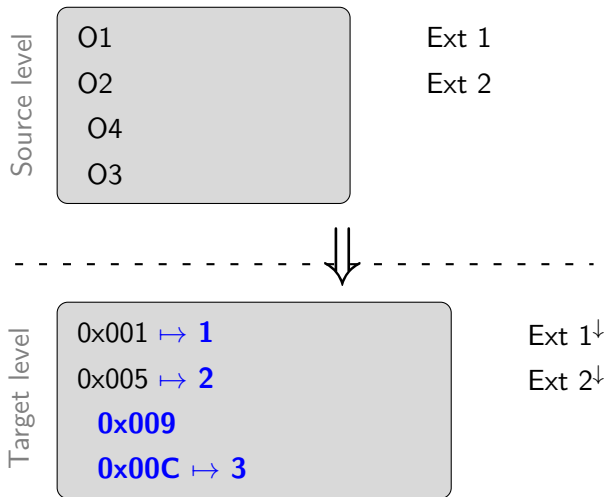 Source level
O1 Ext 1
O2 Ext 2
O4
O3
Target level
0x001 ↦ 1 Ext 1↓
0x005 ↦ 2 Ext 2↓
0x009
0x00C ↦ 3